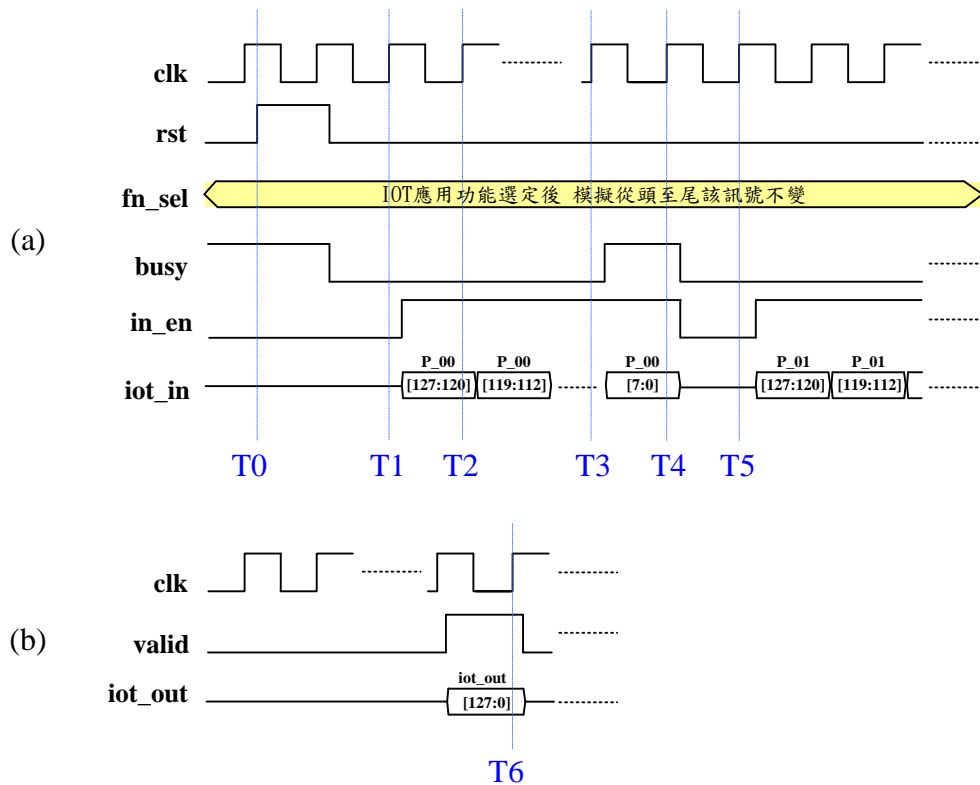 clk
rst
fn_sel
IOT應用功能選定後 模擬從頭至尾該訊號不變
(a)
busy
in_en
P_00 P_00 P_00 P_01 P_01
iot_in [127:120] [119:112] [7:0] [127:120] [119:112]
T0 T1 T2 T3 T4 T5
clk
(b)
valid
iot_out
iot_out [127:0]
T6